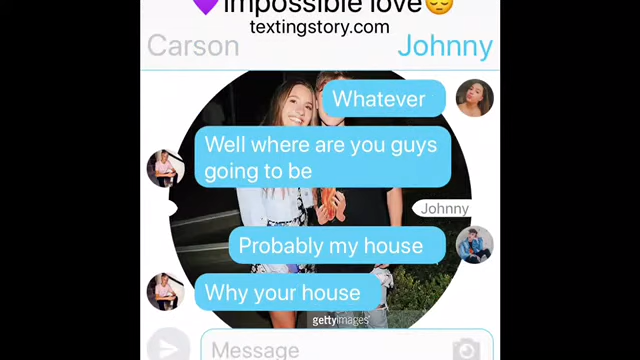 💜impossible love😔
textingstory.com
Carson Johnny
Whatever
Well where are you guys
going to be
Johnny
Probably my house
Why your house
gettyimages
Message